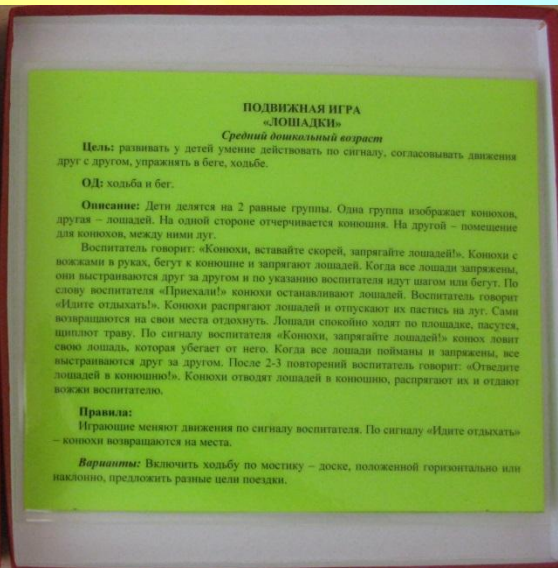 ПОДВИЖНАЯ ИГРА
«ЛОШАДКИ»
Средний дошкольный возраст
Цель: развивать у детей умение действовать по сигналу, согласовывать движения
друг с другом, упражнять в беге, ходьбе.
ОД: ходьба и бег.
Описание: Дети делятся на 2 равные группы. Одна группа изображает конюхов,
другая – лошадей. На одной стороне отчерчивается конюшня. На другой – помещение
для конюхов, между ними луг.
Воспитатель говорит: «Конюхи, вставайте скорей, запрягайте лошадей!». Конюхи с
вожжами в руках, бегут к конюшне и запрягают лошадей. Когда все лошади запряжены,
они выстраиваются друг за другом и по указанию воспитателя идут шагом или бегут. По
слову воспитателя «Приехали!» конюхи останавливают лошадей. Воспитатель говорит
«Идите отдыхать!». Конюхи распрягают лошадей и отпускают их пастись на луг. Сами
возвращаются на свои места отдохнуть. Лошади спокойно ходят по площадке, пасутся,
щиплют траву. По сигналу воспитателя «Конюхи, запрягайте лошадей!» конюх ловит
свою лошадь, которая убегает от него. Когда все лошади пойманы и запряжены, все
выстраиваются друг за другом. После 2-3 повторений воспитатель говорит: «Отведите
лошадей в конюшню!». Конюхи отводят лошадей в конюшню, распрягают их и отдают
вожжи воспитателю.
Правила:
Играющие меняют движения по сигналу воспитателя. По сигналу «Идите отдыхать»
– конюхи возвращаются на места.
Варианты: Включить ходьбу по мостику – доске, положенной горизонтально или
наклонно, предложить разные цели поездки.